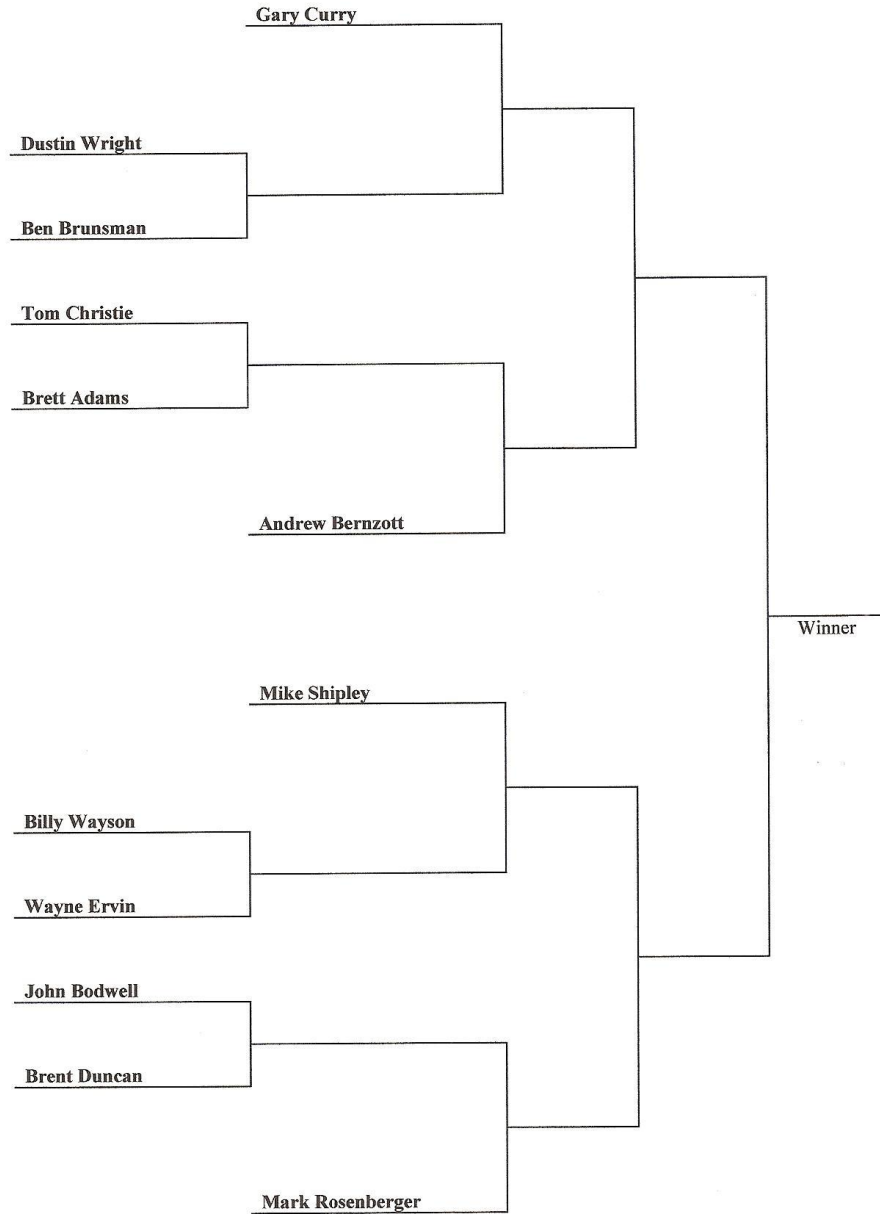 Gary Curry
Dustin Wright
Ben Brunsman
Tom Christie
Brett Adams
Andrew Bernzott
Winner
Mike Shipley
Billy Wayson
Wayne Ervin
John Bodwell
Brent Duncan
Mark Rosenberger